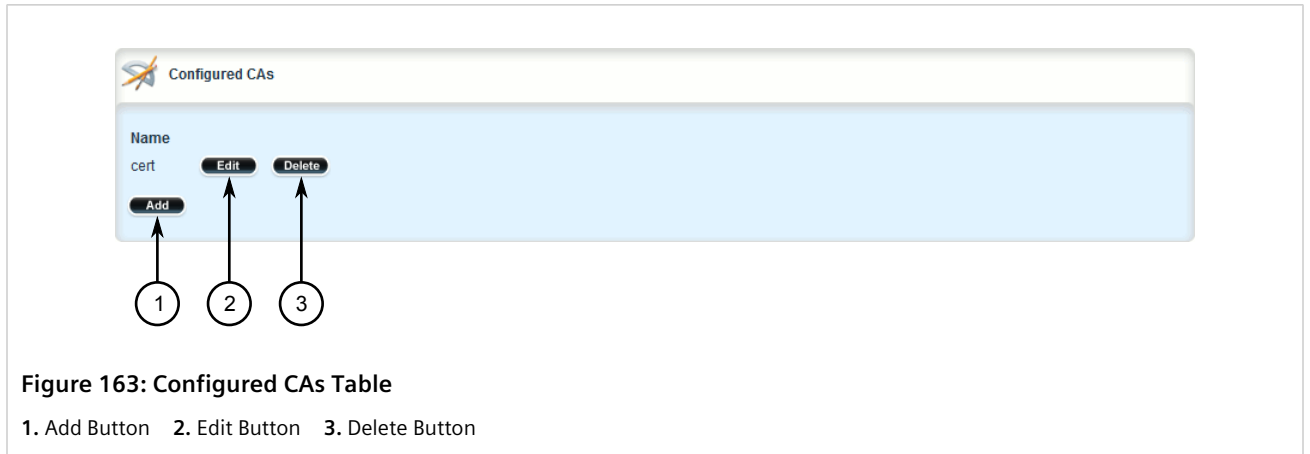 Configured CAs
Name
cert Edit Delete
Add
1 2 3
Figure 163: Configured CAs Table
1. Add Button 2. Edit Button 3. Delete Button